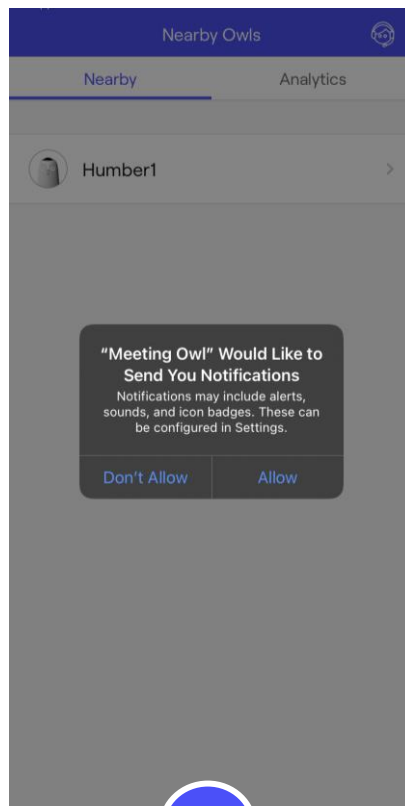 Nearby Owls
Nearby Analytics
Humber1
“Meeting Owl” Would Like to
Send You Notifications
Notifications may include alerts,
sounds, and icon badges. These can
be configured in Settings.
Don’t Allow Allow